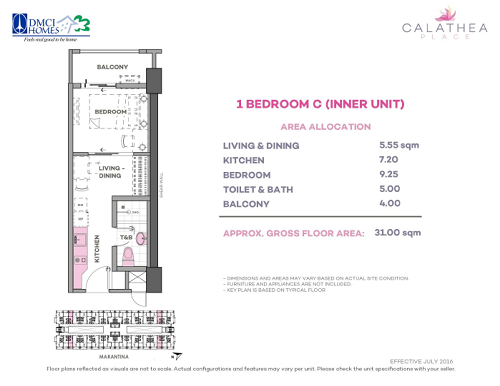 DMCI HOMES
Feels real good to be home
CALATHEA
PLACE
BALCONY
BEDROOM
LIVING - DINING
SHEAR WALL
T&B
KITCHEN
MARANTINA
1 BEDROOM C (INNER UNIT)
AREA ALLOCATION
LIVING & DINING 5.55 sqm
KITCHEN 7.20
BEDROOM 9.25
TOILET & BATH 5.00
BALCONY 4.00
APPROX. GROSS FLOOR AREA: 31.00 sqm
- DIMENSIONS AND AREAS MAY VARY BASED ON ACTUAL SITE CONDITION
- FURNITURE AND APPLIANCES ARE NOT INCLUDED.
- KEY PLAN IS BASED ON TYPICAL FLOOR
EFFECTIVE JULY 2016
Floor plans reflected as visuals are not to scale. Actual configurations and features may vary per unit. Please check the unit specifications with your seller.